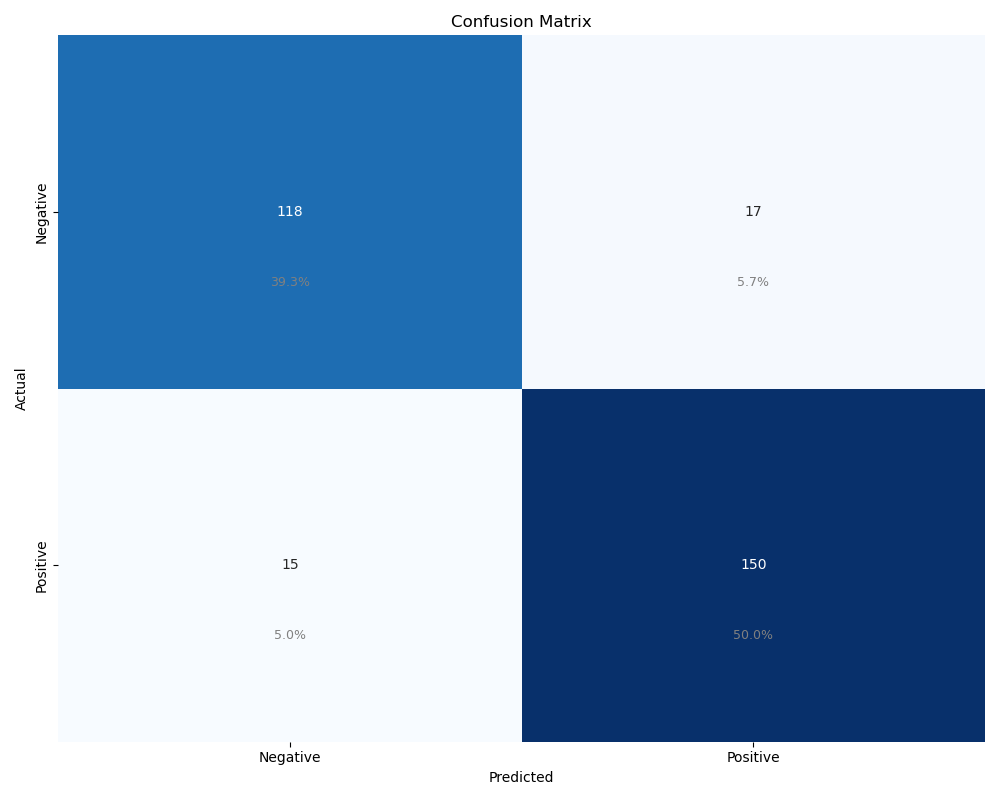 Confusion Matrix
Actual
Negative
118
17
39.3%
5.7%
Positive
15
150
5.0%
50.0%
Negative
Positive
Predicted